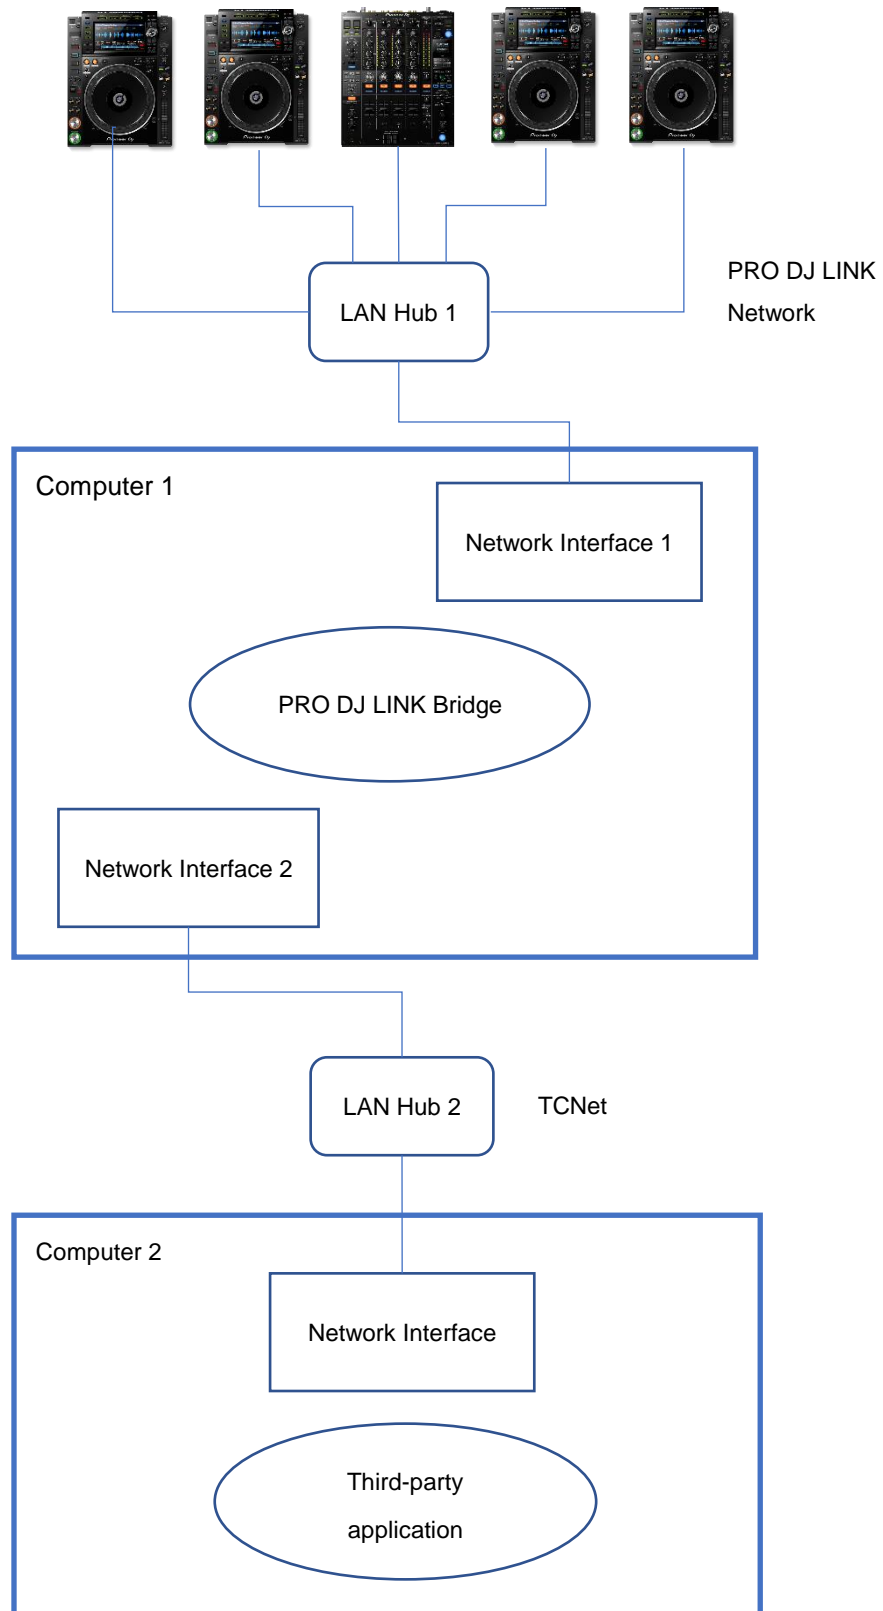 PRO DJ LINK
Network
LAN Hub 1
Computer 1
Network Interface 1
PRO DJ LINK Bridge
Network Interface 2
LAN Hub 2
TCNet
Computer 2
Network Interface
Third-party
application